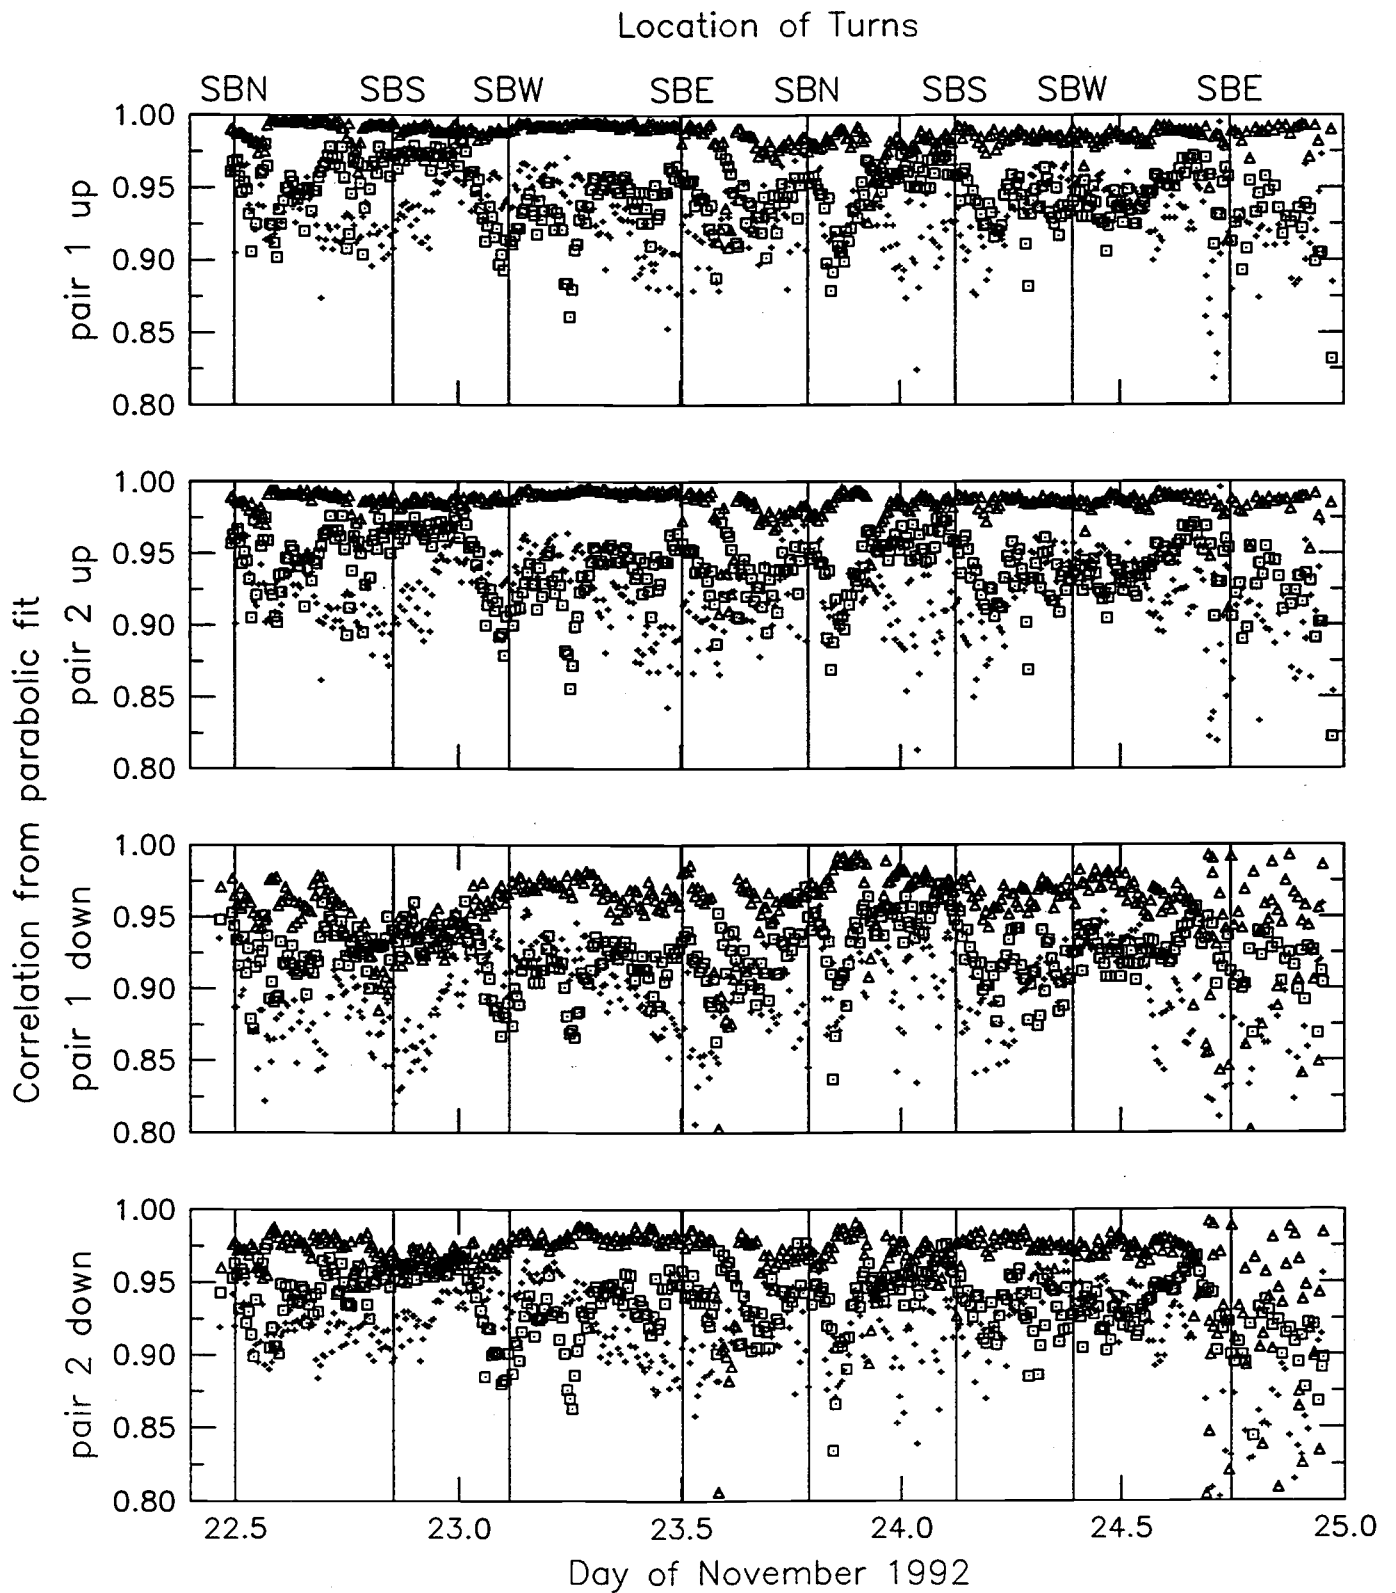 Location of Turns
SBN SBS SBW SBE SBN SBS SBW SBE
1.00
0.95
0.90
0.85
0.80
pair 1 up
1.00
0.95
0.90
0.85
0.80
pair 2 up
Correlation from parabolic fit
1.00
0.95
0.90
0.85
0.80
pair 1 down
1.00
0.95
0.90
0.85
0.80
pair 2 down
22.5 23.0 23.5 24.0 24.5 25.0
Day of November 1992